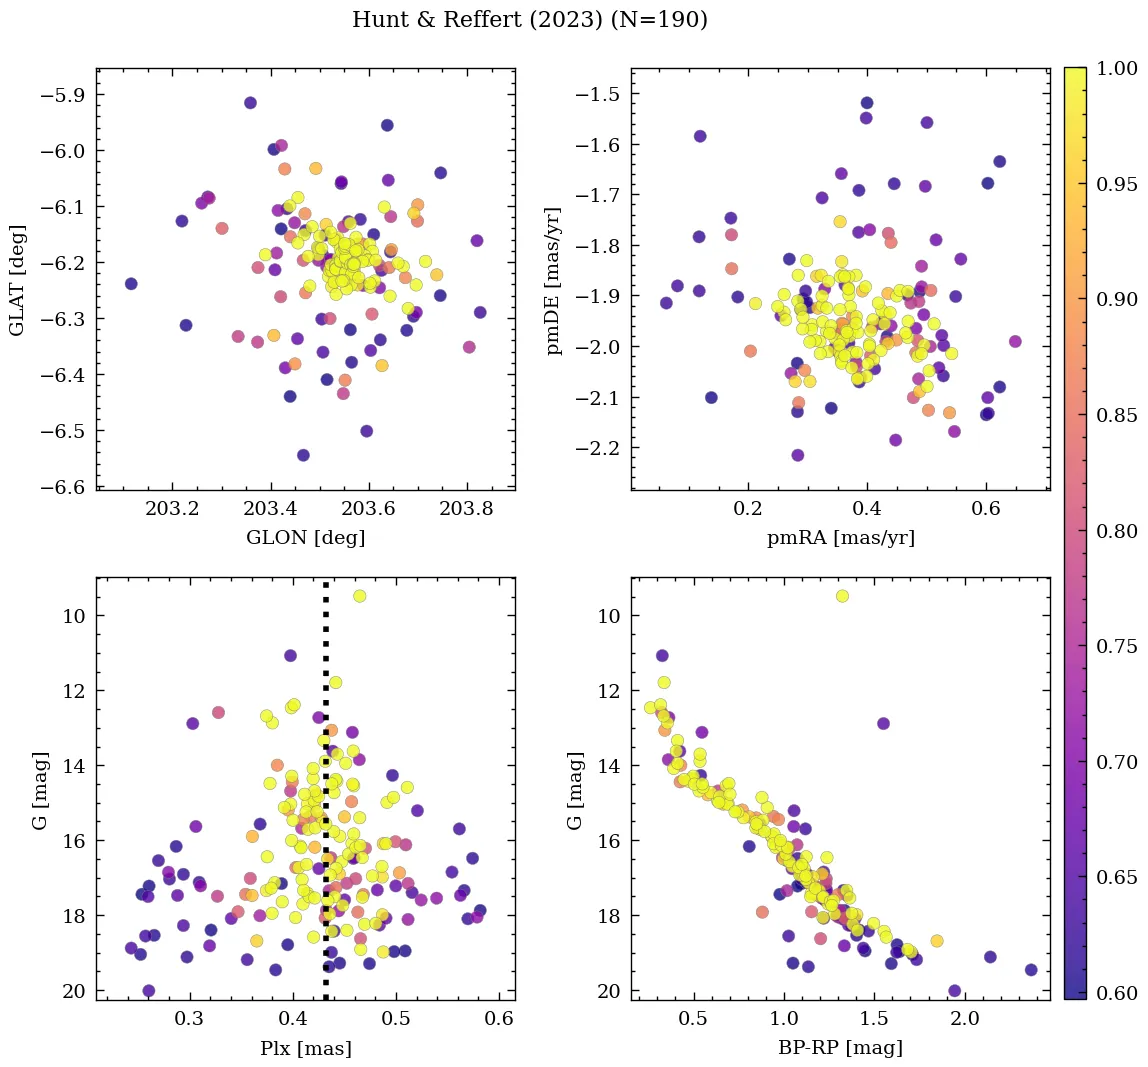 Hunt & Reffert (2023) (N=190)
−5.9
−6.0
−6.1
−6.2
−6.3
−6.4
−6.5
−6.6
GLAT [deg]
203.2 203.4 203.6 203.8
GLON [deg]
−1.5
−1.6
−1.7
−1.8
−1.9
−2.0
−2.1
−2.2
pmDE [mas/yr]
0.2 0.4 0.6
pmRA [mas/yr]
10
12
14
16
18
20
G [mag]
0.3 0.4 0.5 0.6
Plx [mas]
10
12
14
16
18
20
G [mag]
0.5 1.0 1.5 2.0
BP-RP [mag]
1.00
0.95
0.90
0.85
0.80
0.75
0.70
0.65
0.60